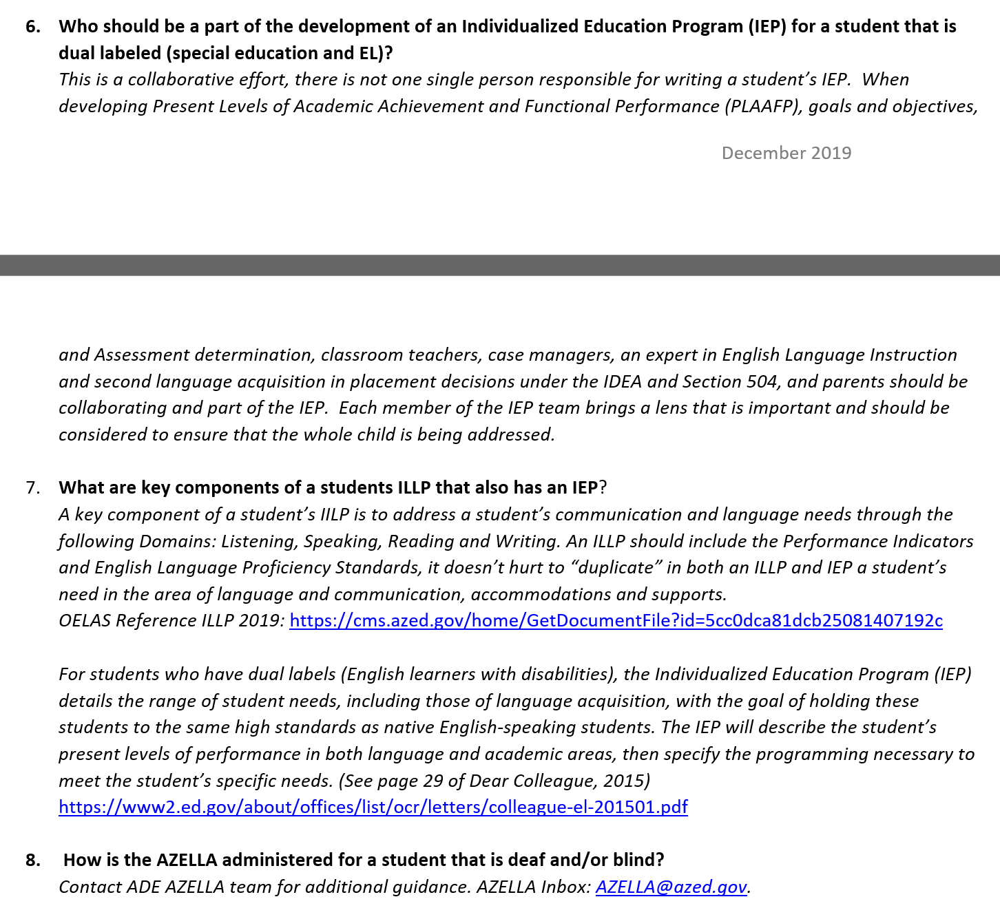 6. Who should be a part of the development of an Individualized Education Program (IEP) for a student that is
dual labeled (special education and EL)?
This is a collaborative effort, there is not one single person responsible for writing a student’s IEP.  When
developing Present Levels of Academic Achievement and Functional Performance (PLAAFP), goals and objectives,
December 2019
and Assessment determination, classroom teachers, case managers, an expert in English Language Instruction
and second language acquisition in placement decisions under the IDEA and Section 504, and parents should be
collaborating and part of the IEP.  Each member of the IEP team brings a lens that is important and should be
considered to ensure that the whole child is being addressed.
7. What are key components of a students ILLP that also has an IEP?
A key component of a student’s IILP is to address a student’s communication and language needs through the
following Domains: Listening, Speaking, Reading and Writing. An ILLP should include the Performance Indicators
and English Language Proficiency Standards, it doesn’t hurt to “duplicate” in both an ILLP and IEP a student’s
need in the area of language and communication, accommodations and supports.
OELAS Reference ILLP 2019: https://cms.azed.gov/home/GetDocumentFile?id=5cc0dca81dcb25081407192c
For students who have dual labels (English learners with disabilities), the Individualized Education Program (IEP)
details the range of student needs, including those of language acquisition, with the goal of holding these
students to the same high standards as native English-speaking students. The IEP will describe the student’s
present levels of performance in both language and academic areas, then specify the programming necessary to
meet the student’s specific needs. (See page 29 of Dear Colleague, 2015)
https://www2.ed.gov/about/offices/list/ocr/letters/colleague-el-201501.pdf
8. How is the AZELLA administered for a student that is deaf and/or blind?
Contact ADE AZELLA team for additional guidance. AZELLA Inbox: AZELLA@azed.gov.